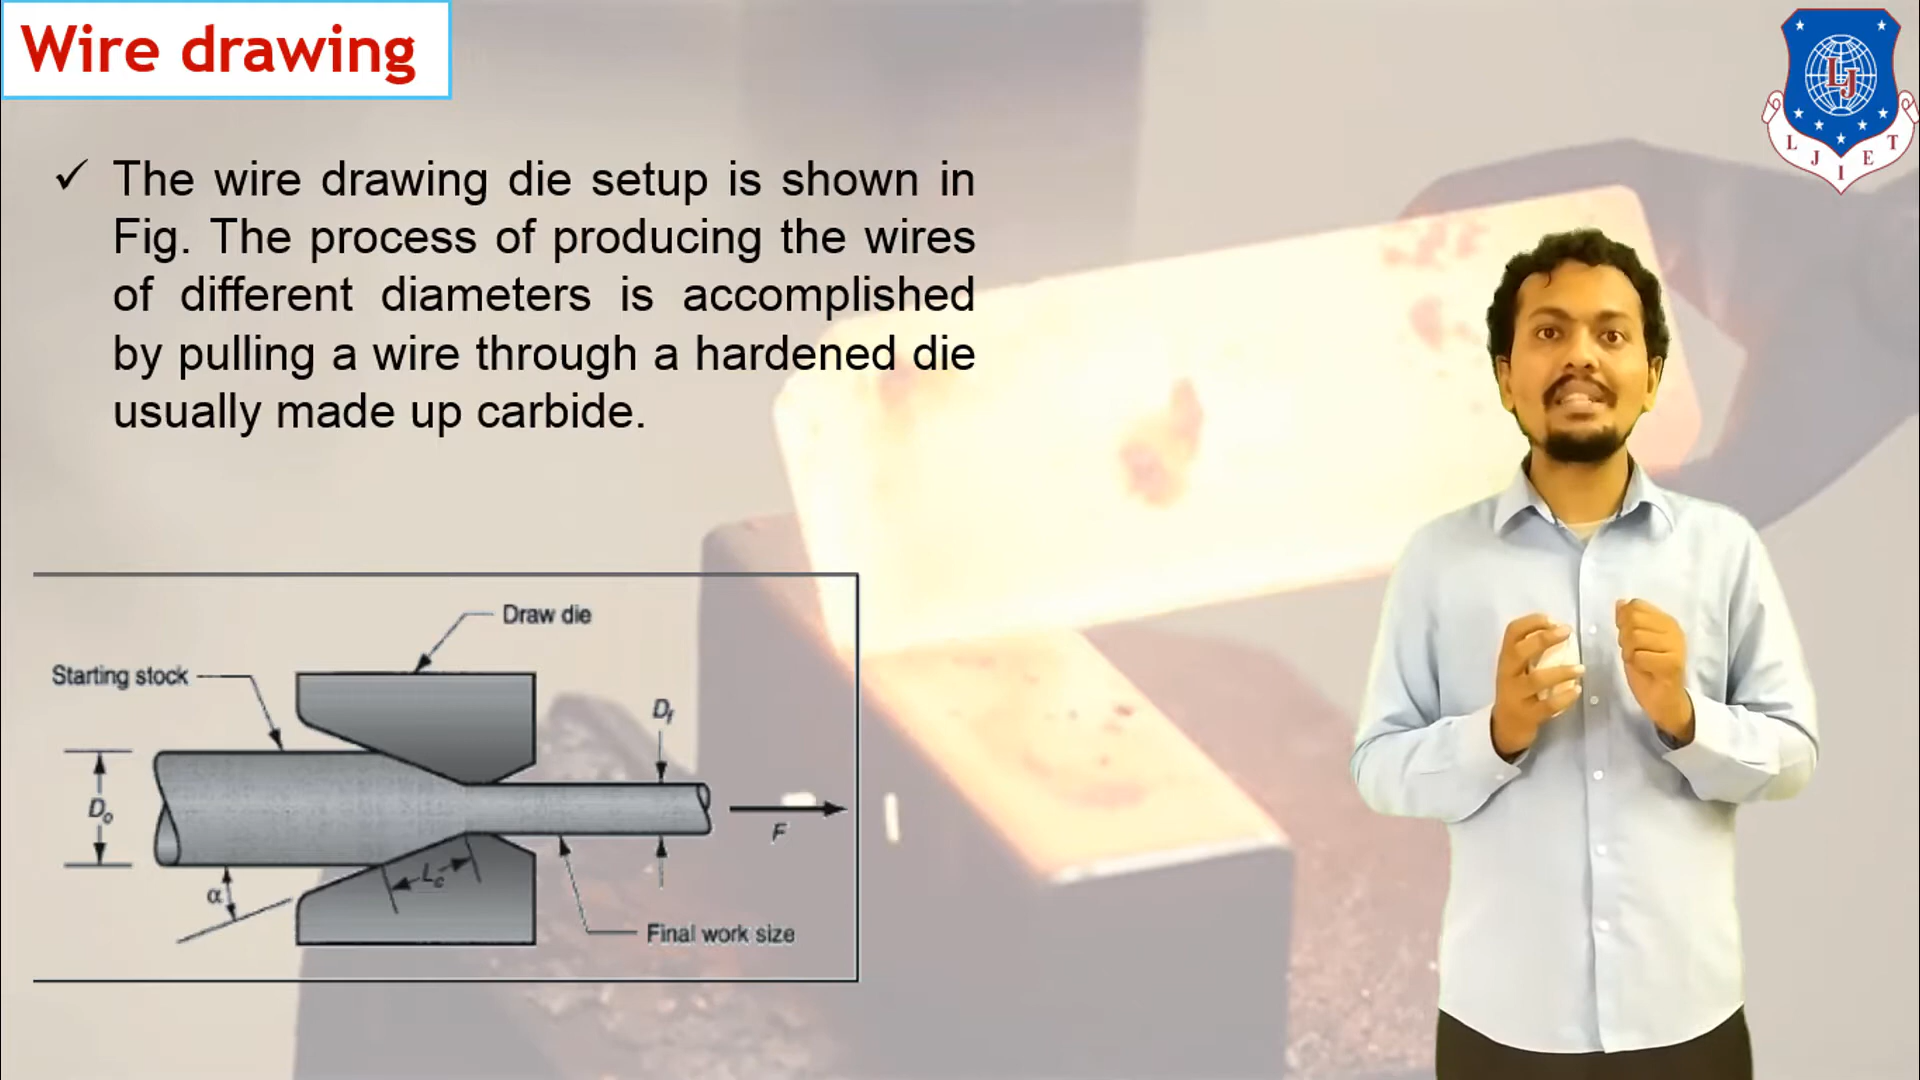 Wire drawing
✓ The wire drawing die setup is shown in
Fig. The process of producing the wires
of different diameters is accomplished
by pulling a wire through a hardened die
usually made up carbide.
Draw die
Starting stock
Df
Do
F
Lc
α
Final work size
LJ
L J I E T